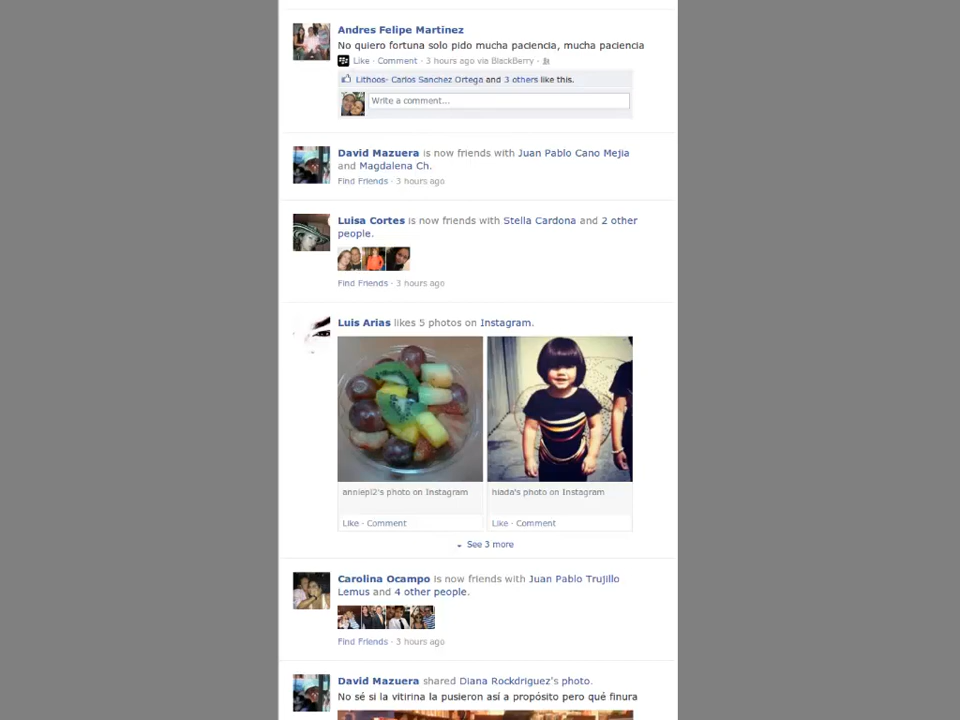 Andres Felipe Martinez
No quiero fortuna solo pido mucha paciencia, mucha paciencia
Like · Comment · 3 hours ago via BlackBerry ·
Lithoos- Carlos Sanchez Ortega and 3 others like this.
Write a comment...
David Mazuera is now friends with Juan Pablo Cano Mejia
and Magdalena Ch.
Find Friends · 3 hours ago
Luisa Cortes is now friends with Stella Cardona and 2 other
people.
Find Friends · 3 hours ago
Luis Arias likes 5 photos on Instagram.
anniepl2's photo on Instagram
Like · Comment
hiada's photo on Instagram
Like · Comment
See 3 more
Carolina Ocampo is now friends with Juan Pablo Trujillo
Lemus and 4 other people.
Find Friends · 3 hours ago
David Mazuera shared Diana Rockdriguez's photo.
No sé si la vitirina la pusieron así a propósito pero qué finura